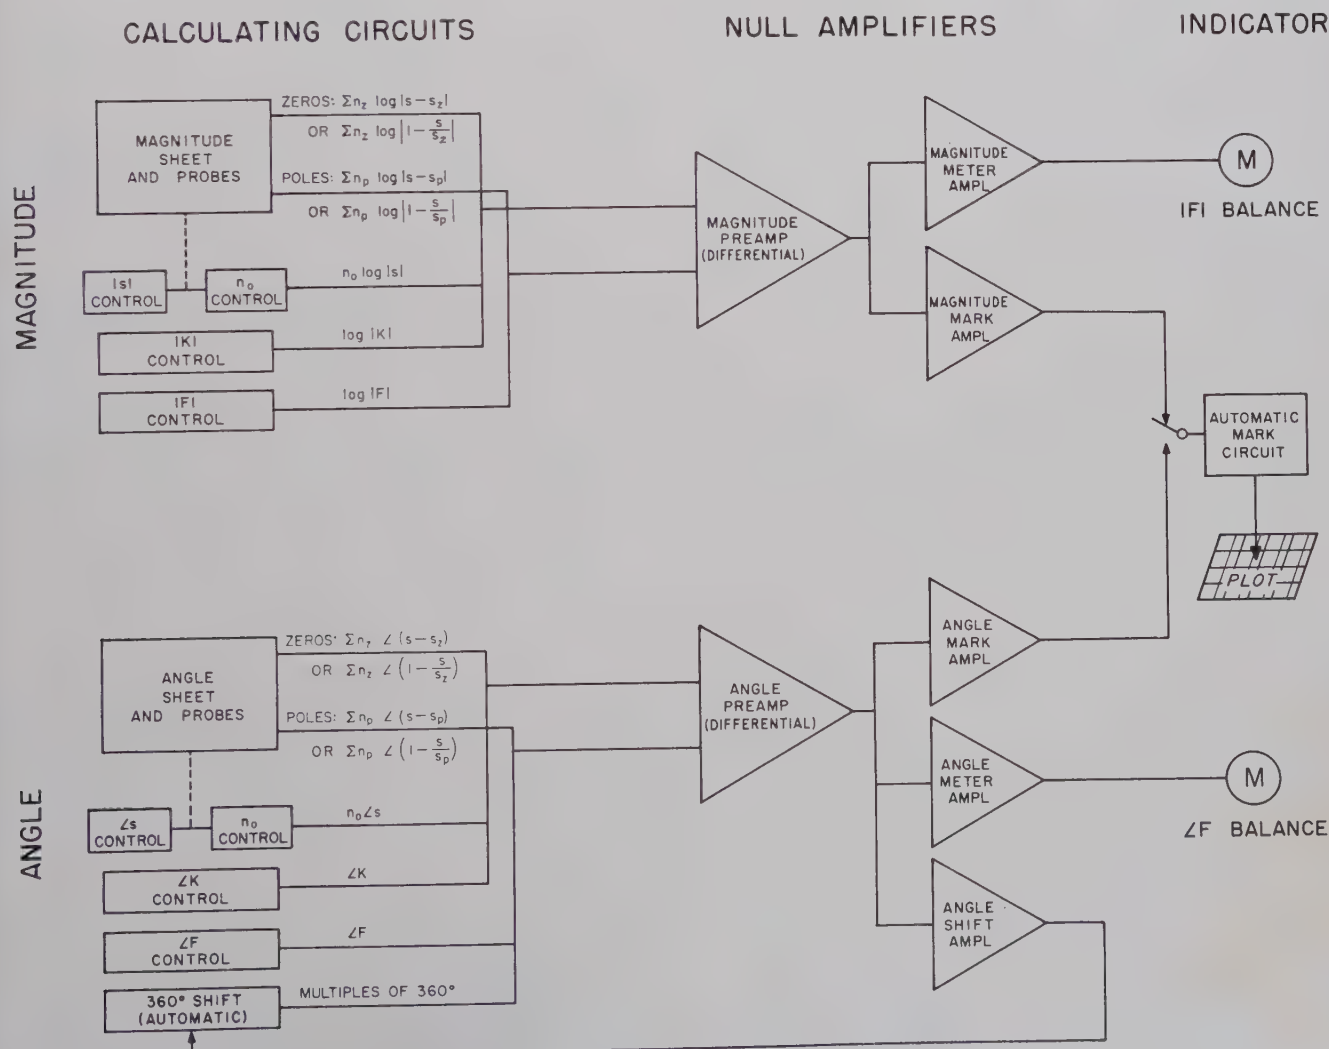 CALCULATING CIRCUITS
NULL AMPLIFIERS
INDICATOR
MAGNITUDE
MAGNITUDE
SHEET
AND PROBES
ZEROS: Σn_z log|s−s_z|
OR Σn_z log|1−s/s_z|
POLES: Σn_p log|s−s_p|
OR Σn_p log|1−s/s_p|
|s|
CONTROL
n_o
CONTROL
n_o log|s|
|K|
CONTROL
log |K|
|F|
CONTROL
log |F|
MAGNITUDE
PREAMP
(DIFFERENTIAL)
MAGNITUDE
METER
AMPL
M
|F| BALANCE
MAGNITUDE
MARK
AMPL
AUTOMATIC
MARK
CIRCUIT
PLOT
ANGLE
ANGLE
SHEET
AND PROBES
ZEROS: Σn_z ∠ (s−s_z)
OR Σn_z ∠ (1−s/s_z)
POLES: Σn_p ∠ (s−s_p)
OR Σn_p ∠ (1−s/s_p)
∠s
CONTROL
n_o
CONTROL
n_o∠s
∠K
CONTROL
∠K
∠F
CONTROL
∠F
360° SHIFT
(AUTOMATIC)
MULTIPLES OF 360°
ANGLE
PREAMP
(DIFFERENTIAL)
ANGLE
MARK
AMPL
ANGLE
METER
AMPL
M
∠F BALANCE
ANGLE
SHIFT
AMPL